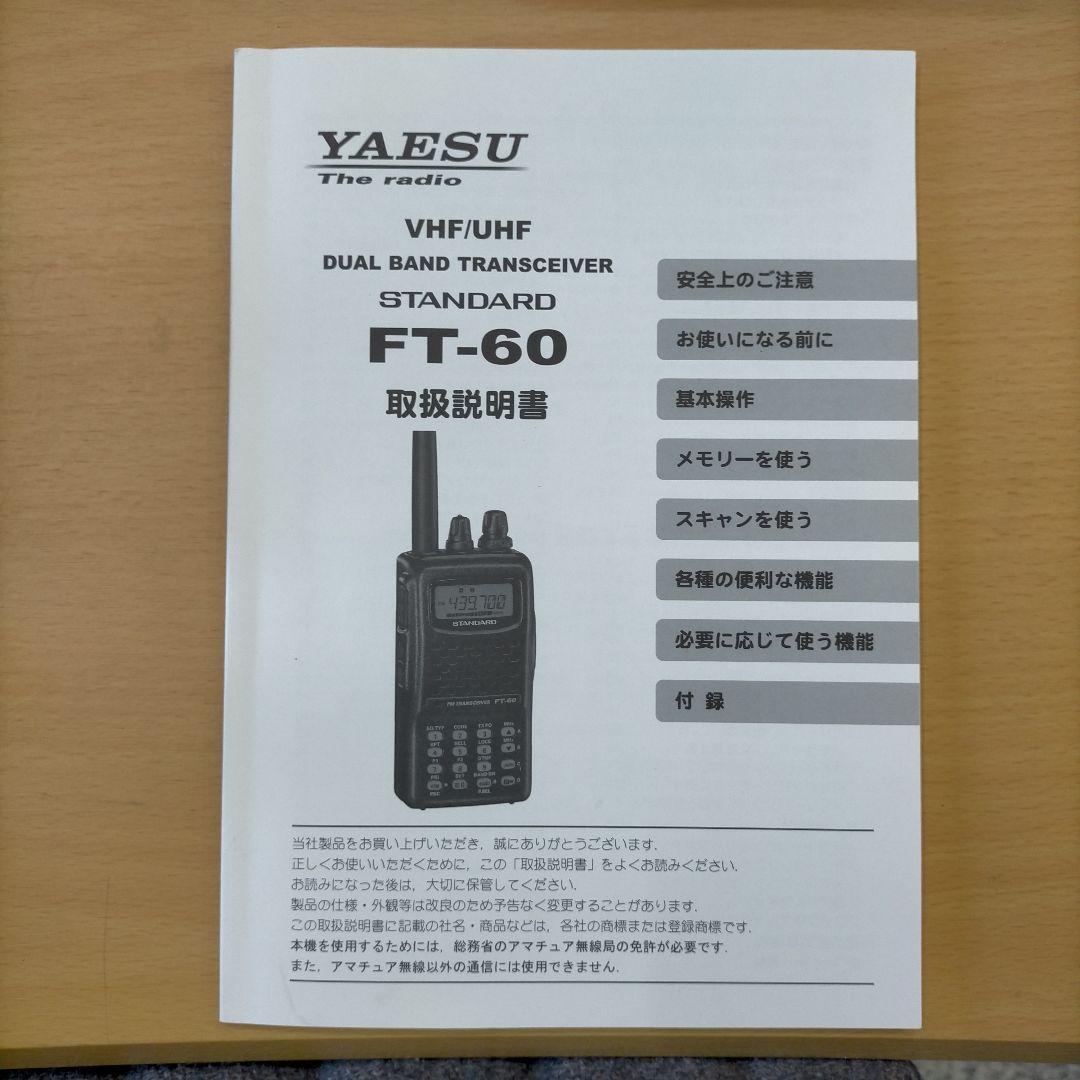 YAESU
The radio
VHF/UHF
DUAL BAND TRANSCEIVER
STANDARD
FT-60
取扱説明書
安全上のご注意
お使いになる前に
基本操作
メモリーを使う
スキャンを使う
各種の便利な機能
必要に応じて使う機能
付 録
439.700
STANDARD
FM TRANSCEIVER FT-60
当社製品をお買い上げいただき，誠にありがとうございます．
正しくお使いいただくために，この「取扱説明書」をよくお読みください．
お読みになった後は，大切に保管してください．
製品の仕様・外観等は改良のため予告なく変更することがあります．
この取扱説明書に記載の社名・商品などは，各社の商標または登録商標です．
本機を使用するためには，総務省のアマチュア無線局の免許が必要です．
また，アマチュア無線以外の通信には使用できません．